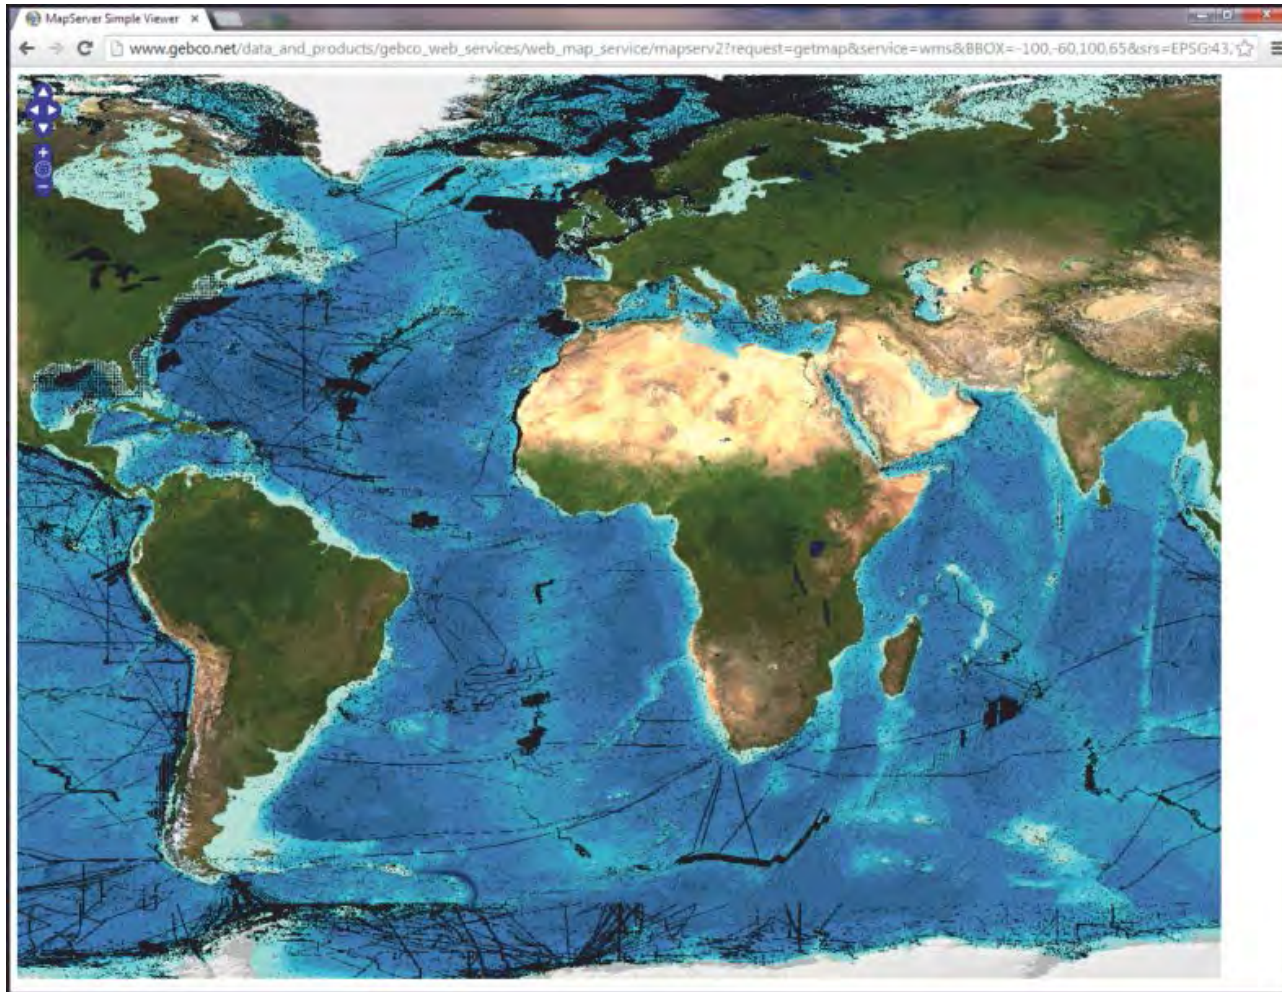 MapServer Simple Viewer
www.gebco.net/data_and_products/gebco_web_services/web_map_service/mapserv2?request=getmap&service=wms&BBOX=-100,-60,100,65&srs=EPSG:43,